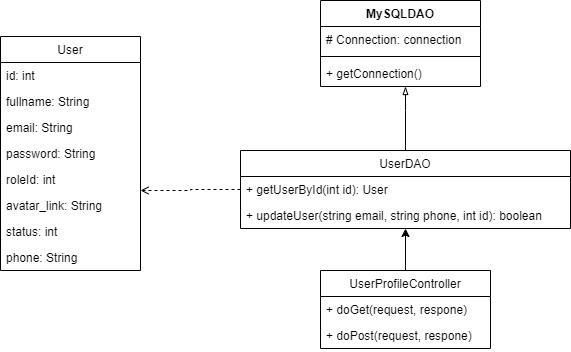 MySQLDAO
# Connection: connection
+ getConnection()
User
id: int
fullname: String
email: String
password: String
roleId: int
avatar_link: String
status: int
phone: String
UserDAO
+ getUserById(int id): User
+ updateUser(string email, string phone, int id): boolean
UserProfileController
+ doGet(request, respone)
+ doPost(request, respone)